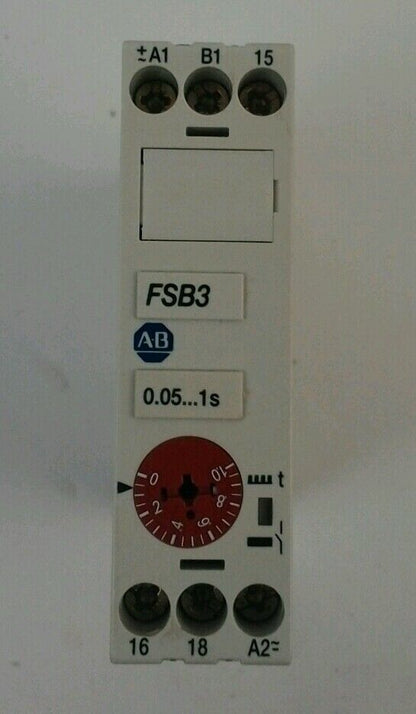 ±~A1 B1 15
FSB3
AB
0.05...1s
0 2 4 6 8 10
t
16 18 A2≂